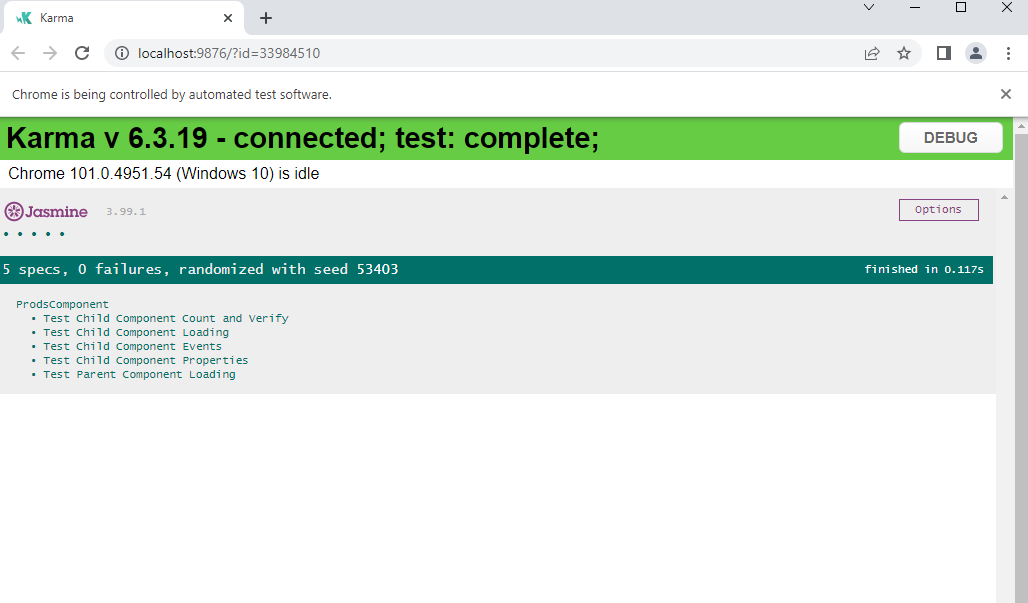 Karma
localhost:9876/?id=33984510
Chrome is being controlled by automated test software.
Karma v 6.3.19 - connected; test: complete;
DEBUG
Chrome 101.0.4951.54 (Windows 10) is idle
Jasmine 3.99.1
Options
• • • • •
5 specs, 0 failures, randomized with seed 53403
finished in 0.117s
ProdsComponent
• Test Child Component Count and Verify
• Test Child Component Loading
• Test Child Component Events
• Test Child Component Properties
• Test Parent Component Loading